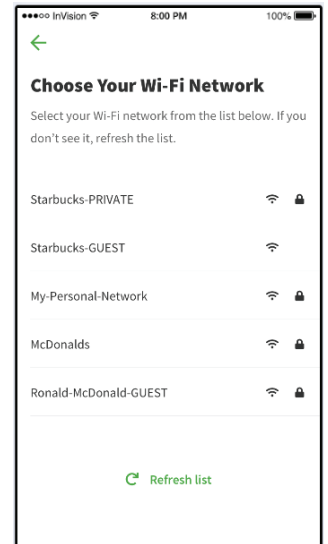 ●●●○○ InVision 8:00 PM 100%
Choose Your Wi-Fi Network
Select your Wi-Fi network from the list below. If you
don't see it, refresh the list.
Starbucks-PRIVATE
Starbucks-GUEST
My-Personal-Network
McDonalds
Ronald-McDonald-GUEST
Refresh list